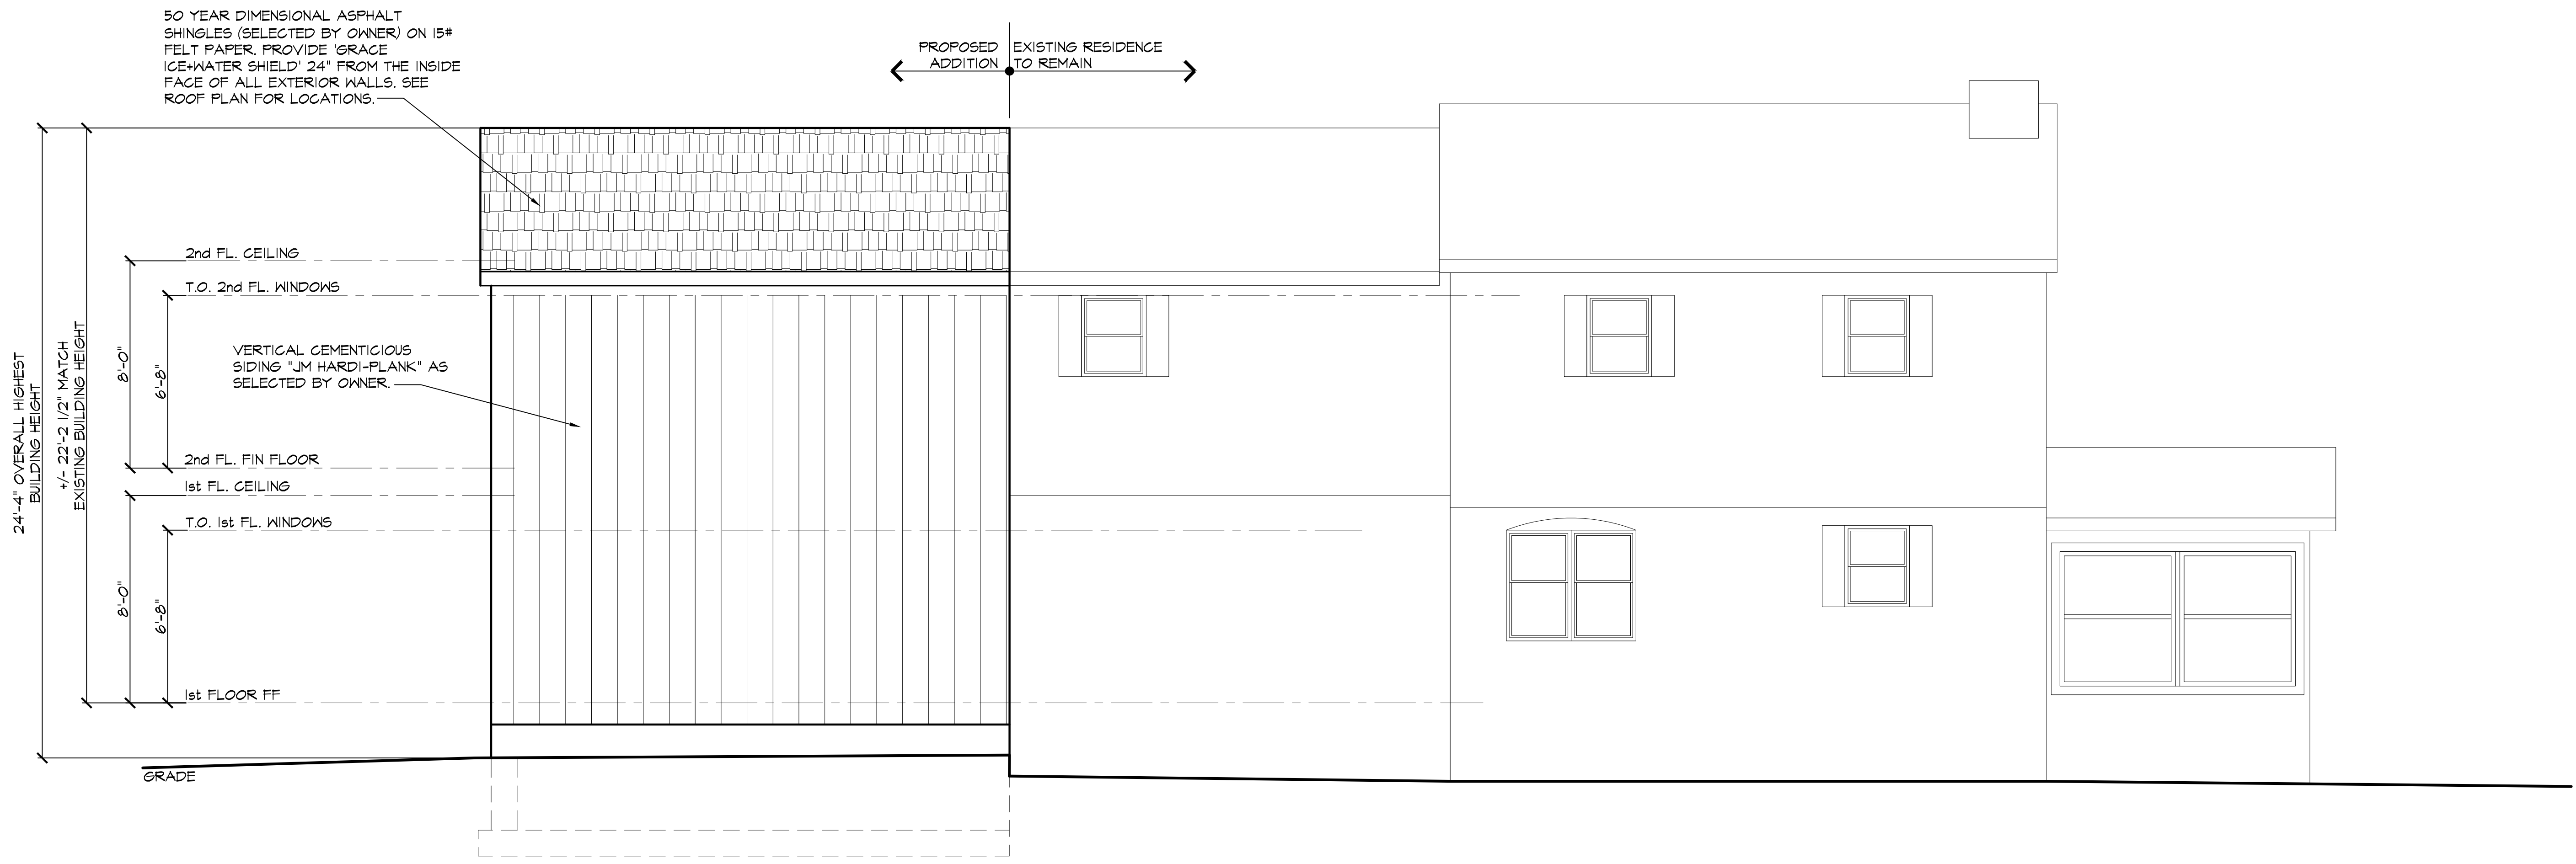 50 YEAR DIMENSIONAL ASPHALT
SHINGLES (SELECTED BY OWNER) ON 15#
FELT PAPER. PROVIDE 'GRACE
ICE+WATER SHIELD' 24" FROM THE INSIDE
FACE OF ALL EXTERIOR WALLS. SEE
ROOF PLAN FOR LOCATIONS.
PROPOSED
ADDITION
EXISTING RESIDENCE
TO REMAIN
2nd FL. CEILING
T.O. 2nd FL. WINDOWS
VERTICAL CEMENTICIOUS
SIDING "JM HARDI-PLANK" AS
SELECTED BY OWNER.
2nd FL. FIN FLOOR
1st FL. CEILING
T.O. 1st FL. WINDOWS
1st FLOOR FF
GRADE
24'-4" OVERALL HIGHEST
BUILDING HEIGHT
+/- 22'-2 1/2" MATCH
EXISTING BUILDING HEIGHT
8'-0"
6'-8"
8'-0"
6'-8"